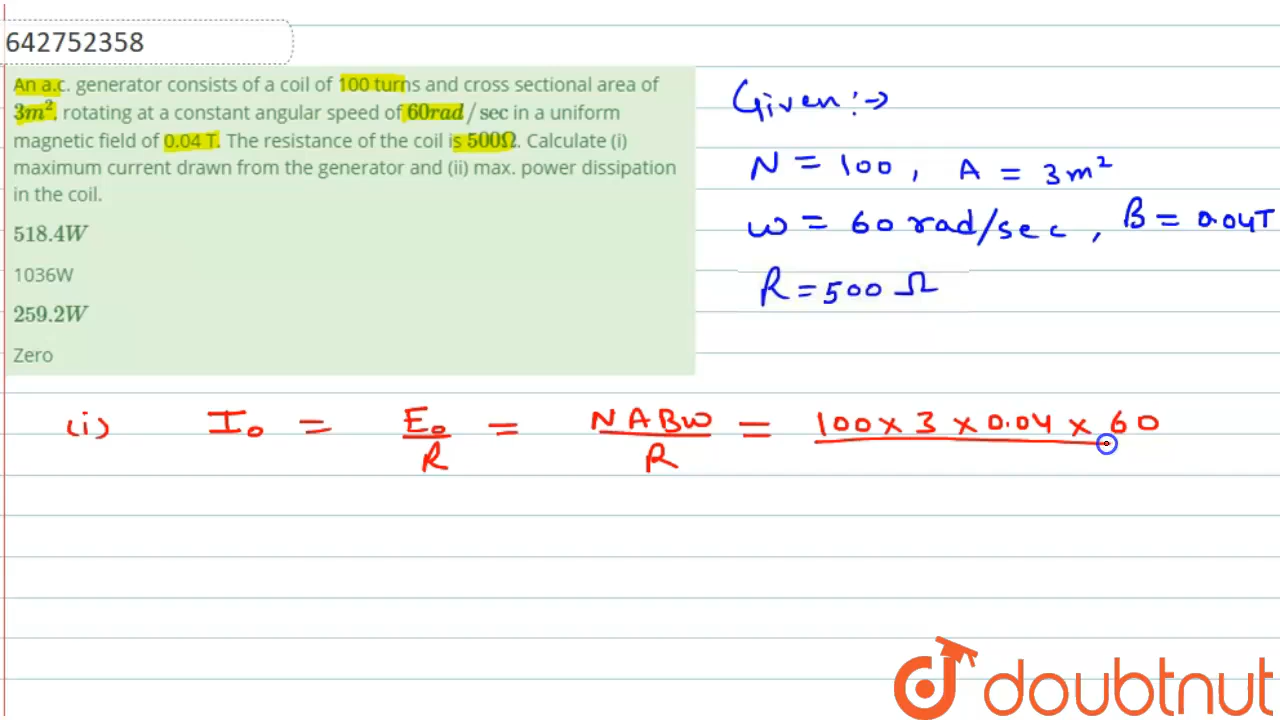 642752358
An a.c. generator consists of a coil of 100 turns and cross sectional area of
3m², rotating at a constant angular speed of 60rad/sec in a uniform
magnetic field of 0.04 T. The resistance of the coil is 500Ω. Calculate (i)
maximum current drawn from the generator and (ii) max. power dissipation
in the coil.
518.4W
1036W
259.2W
Zero
Given:→
N = 100, A = 3m²
w = 60 rad/sec, B = 0.04T
R = 500 Ω
(i) I₀ = E₀/R = NABw/R = 100 x 3 x 0.04 x 60
doubtnut